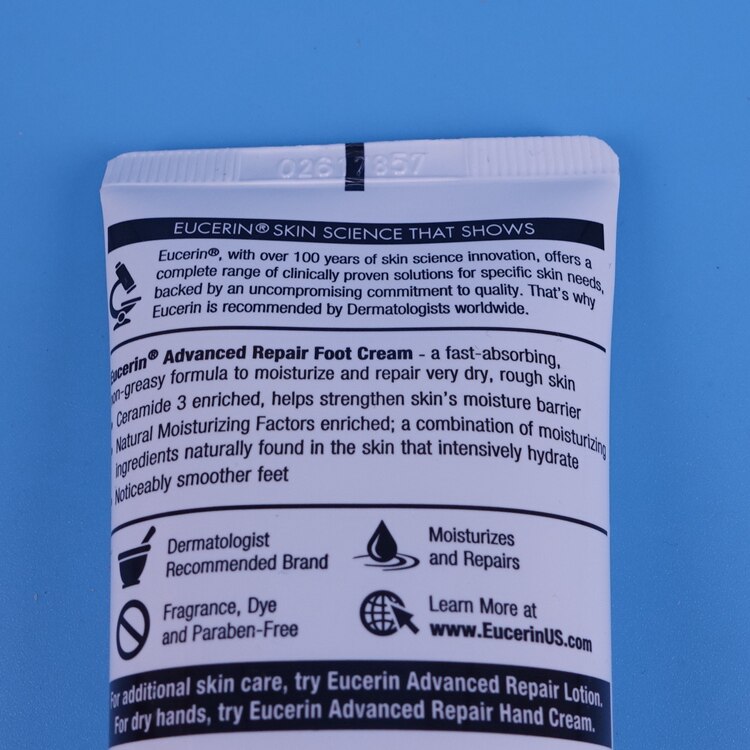 02617857
EUCERIN® SKIN SCIENCE THAT SHOWS
Eucerin®, with over 100 years of skin science innovation, offers a
complete range of clinically proven solutions for specific skin needs,
backed by an uncompromising commitment to quality. That's why
Eucerin is recommended by Dermatologists worldwide.
Eucerin® Advanced Repair Foot Cream - a fast-absorbing,
non-greasy formula to moisturize and repair very dry, rough skin
Ceramide 3 enriched, helps strengthen skin's moisture barrier
Natural Moisturizing Factors enriched; a combination of moisturizing
ingredients naturally found in the skin that intensively hydrate
Noticeably smoother feet
Dermatologist
Recommended Brand
Moisturizes
and Repairs
Fragrance, Dye
and Paraben-Free
Learn More at
www.EucerinUS.com
For additional skin care, try Eucerin Advanced Repair Lotion.
For dry hands, try Eucerin Advanced Repair Hand Cream.